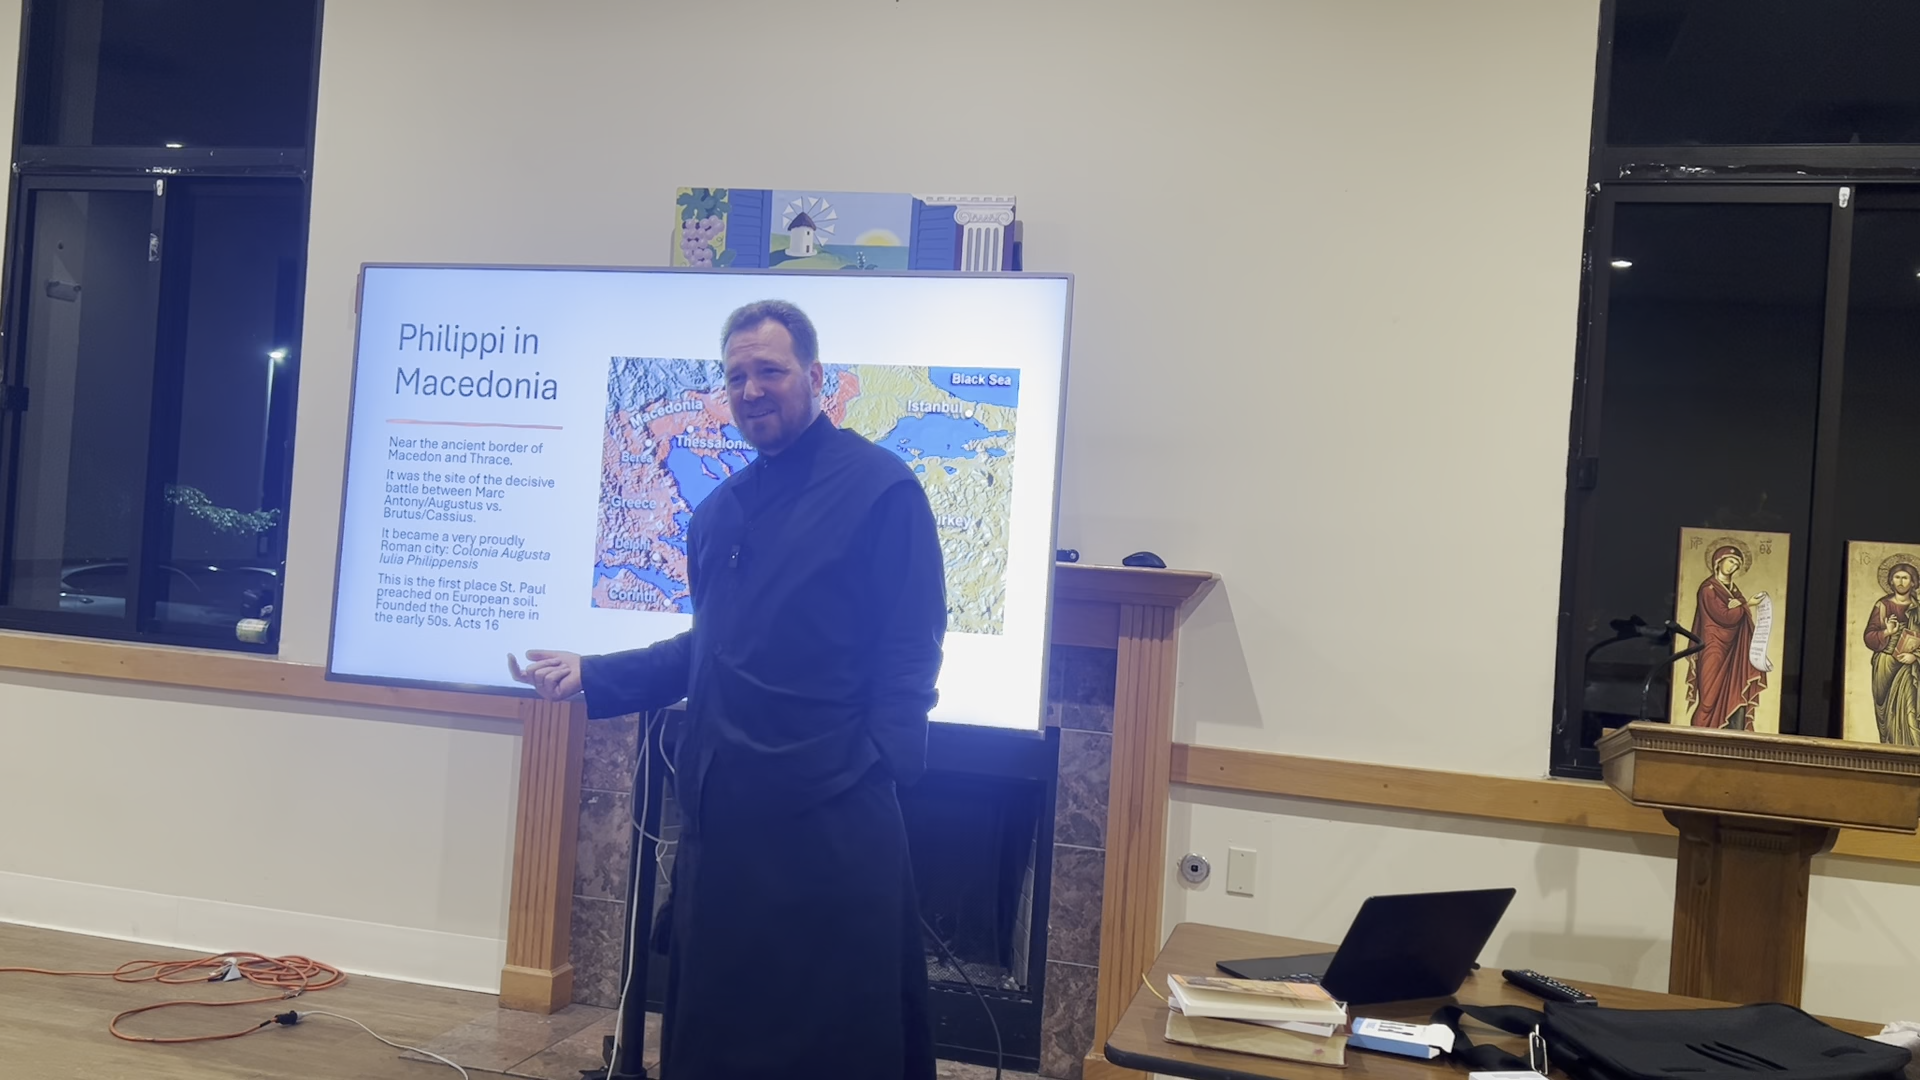 Philippi in
Macedonia
Near the ancient border of
Macedon and Thrace.
It was the site of the decisive
battle between Marc
Antony/Augustus vs.
Brutus/Cassius.
It became a very proudly
Roman city: Colonia Augusta
Iulia Philippensis
This is the first place St. Paul
preached on European soil.
Founded the Church here in
the early 50s. Acts 16
Black Sea
Istanbul
Macedonia
Thessaloni
Berea
Greece
urkey
Delphi
Corinth